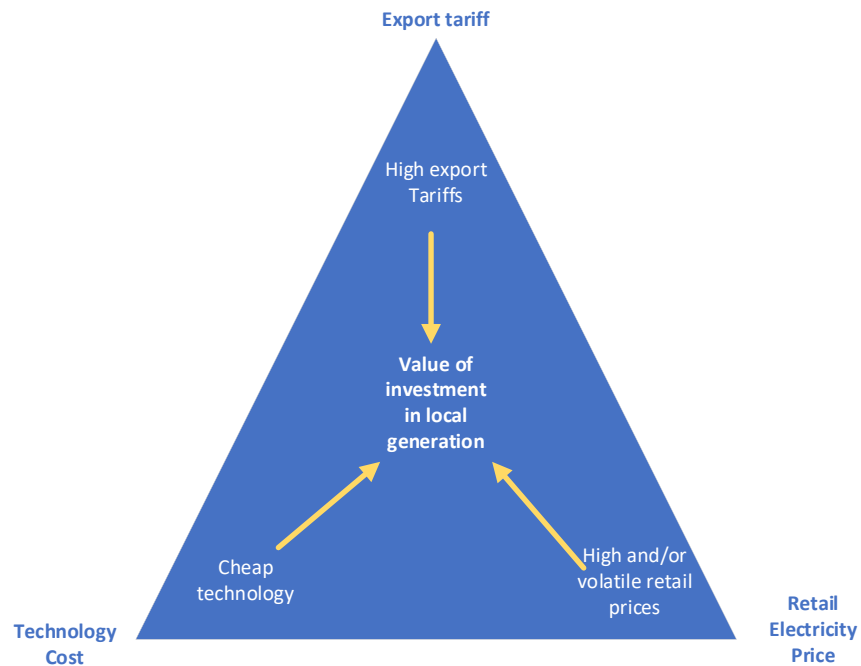 Export tariff
High export
Tariffs
Value of
investment
in local
generation
Cheap
technology
High and/or
volatile retail
prices
Technology
Cost
Retail
Electricity
Price